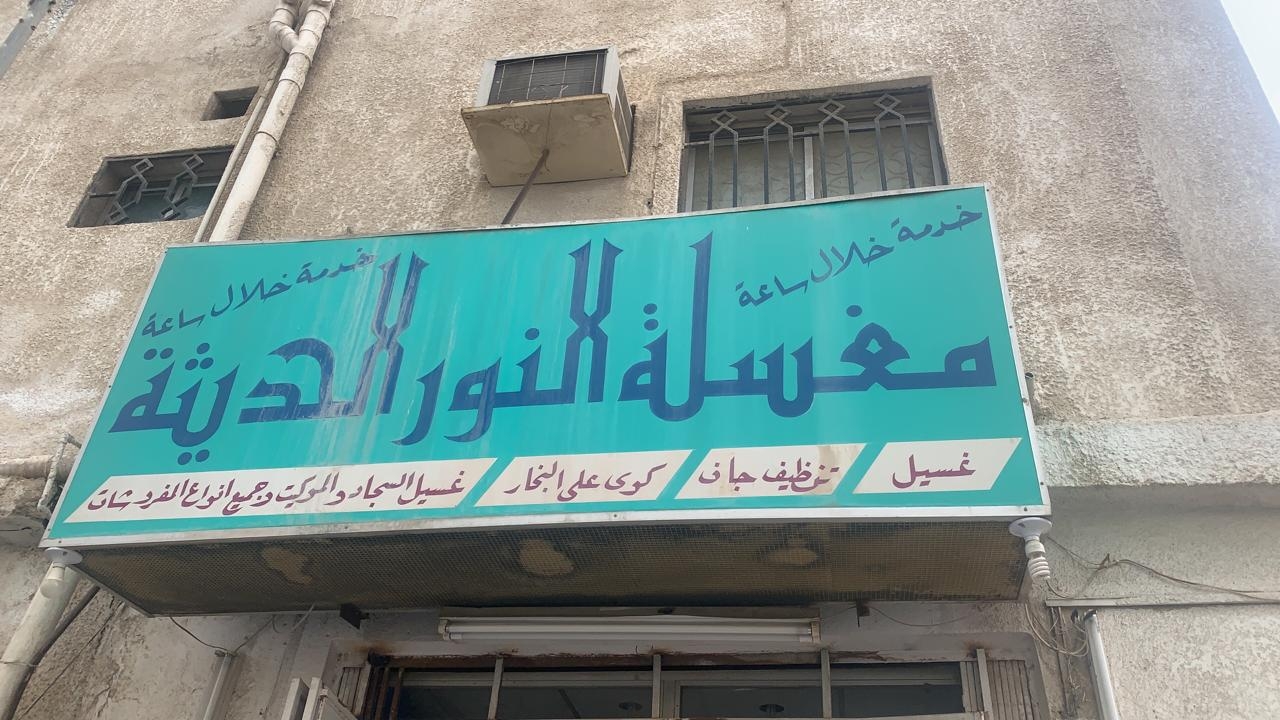 خدمة خلال ساعة
خدمة خلال ساعة
مغسلة النور الحديثة
غسيل
تنظيف جاف
كوى على البخار
غسيل السجاد والموكيت وجميع انواع المفروشات